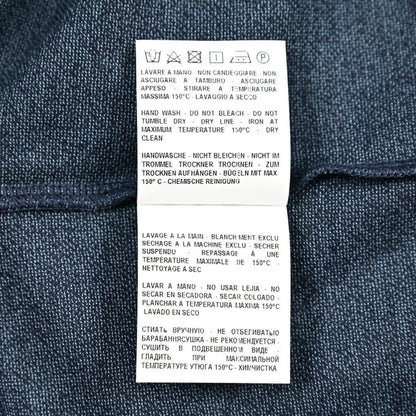 P
LAVARE A MANO - NON CANDEGGIARE - NON
ASCIUGARE A TAMBURO - ASCIUGARE
APPESO - STIRARE A TEMPERATURA
MASSIMA 150°C - LAVAGGIO A SECO
HAND WASH - DO NOT BLEACH - DO NOT
TUMBLE DRY - DRY LINE - IRON AT
MAXIMUM TEMPERATURE 150°C - DRY
CLEAN
HANDWASCHE - NICHT BLEICHEN - NICHT IM
TROMMEL TROCKNER TROCKNEN - ZUM
TROCKNEN AUFHÄNGEN - BÜGELN MIT MAX
150° C - CHEMISCHE REINIGUNG
LAVAGE A LA MAIN - BLANCHIMENT EXCLU
SECHAGE A LA MACHINE EXCLU - SECHER
SUSPENDU - REPASSAGE À UNE
TEMPERATURE MAXIMALE DE 150°C -
NETTOYAGE A SEC
LAVAR A MANO - NO USAR LEJIA - NO
SECAR EN SECADORA - SECAR COLGADO -
PLANCHAR A TEMPERATURA MAXIMA 150°C
LAVADO EN SECO
СТИАТЬ ВРУЧНУЮ - НЕ ОТБЕГИВАТЬ
БАРАБАННЯСУШКА - НЕ РЕКОМЕНДУЕТСЯ -
СУШИТЬ В ПОДВЕШЕННОМ ВИДЕ -
ГЛАДИТЬ ПРИ МАКСИМАЛЬНОЙ
ТЕМПЕРАТУРЕ УТЮГА 150°C - ХИМЧИСТКА